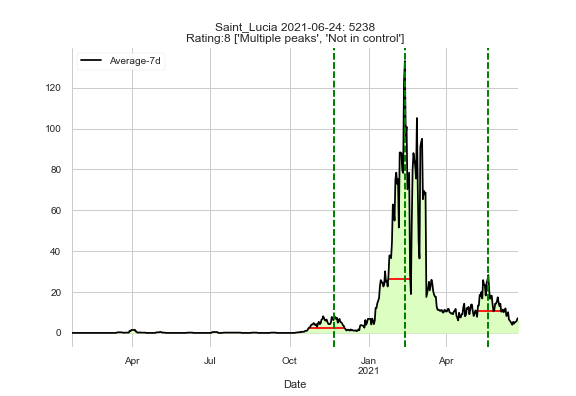 Saint_Lucia 2021-06-24: 5238
Rating:8 ['Multiple peaks', 'Not in control']
Average-7d
120
100
80
60
40
20
0
Apr
Jul
Oct
Jan
2021
Apr
Date